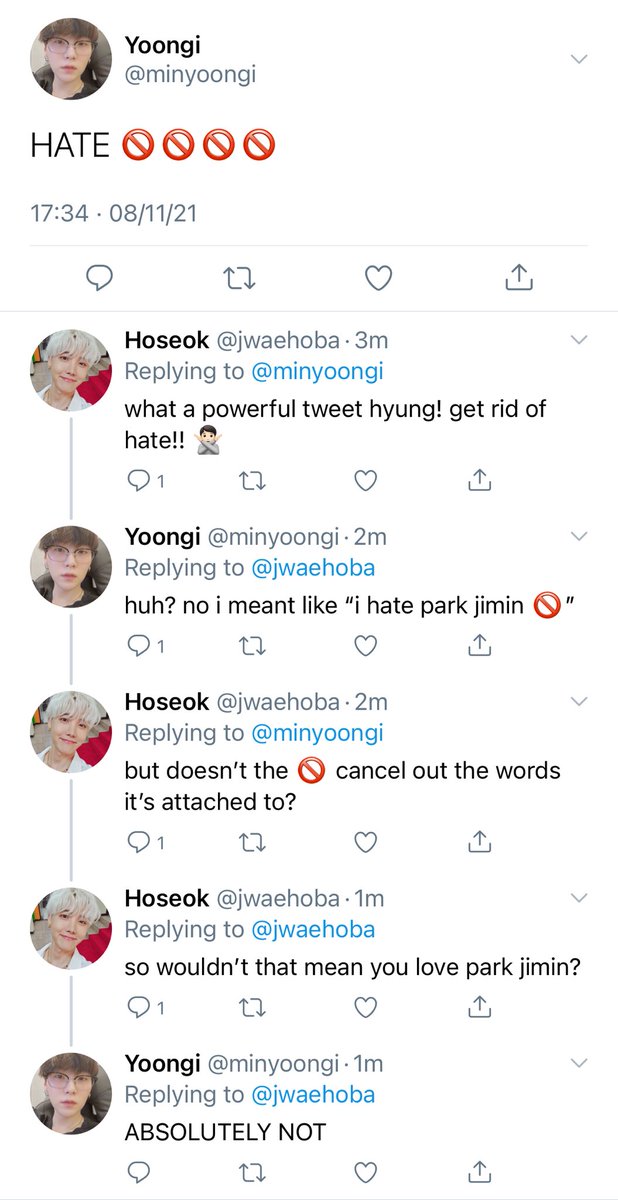 Yoongi
@minyoongi
HATE 🚫🚫🚫🚫
17:34 · 08/11/21
Hoseok @jwaehoba · 3m
Replying to @minyoongi
what a powerful tweet hyung! get rid of
hate!! 🙅🏻‍♂️
1
Yoongi @minyoongi · 2m
Replying to @jwaehoba
huh? no i meant like “i hate park jimin 🚫”
1
Hoseok @jwaehoba · 2m
Replying to @minyoongi
but doesn’t the 🚫 cancel out the words
it’s attached to?
1
Hoseok @jwaehoba · 1m
Replying to @jwaehoba
so wouldn’t that mean you love park jimin?
1
Yoongi @minyoongi · 1m
Replying to @jwaehoba
ABSOLUTELY NOT